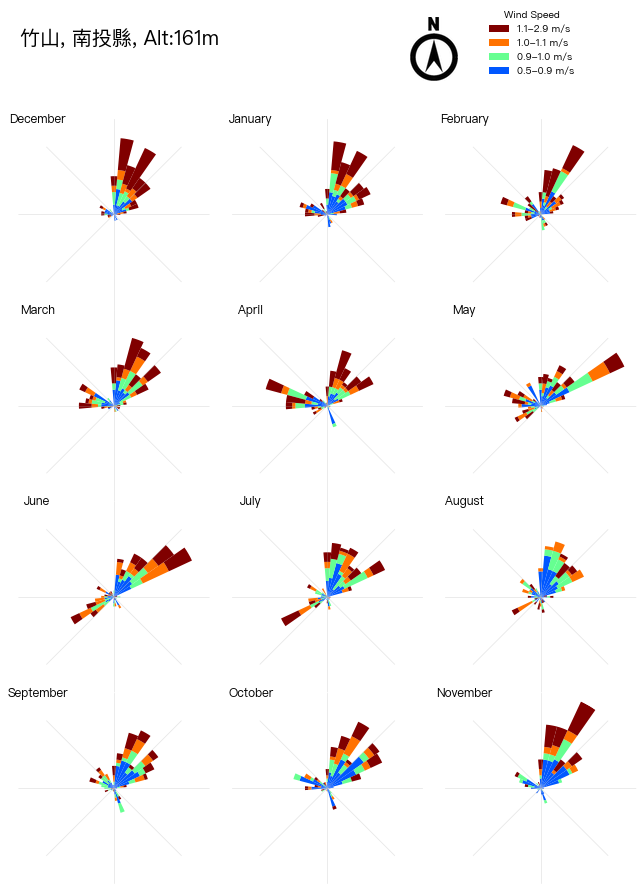 竹山, 南投縣, Alt:161m
N
Wind Speed
1.1–2.9 m/s
1.0–1.1 m/s
0.9–1.0 m/s
0.5–0.9 m/s
December
January
February
March
April
May
June
July
August
September
October
November